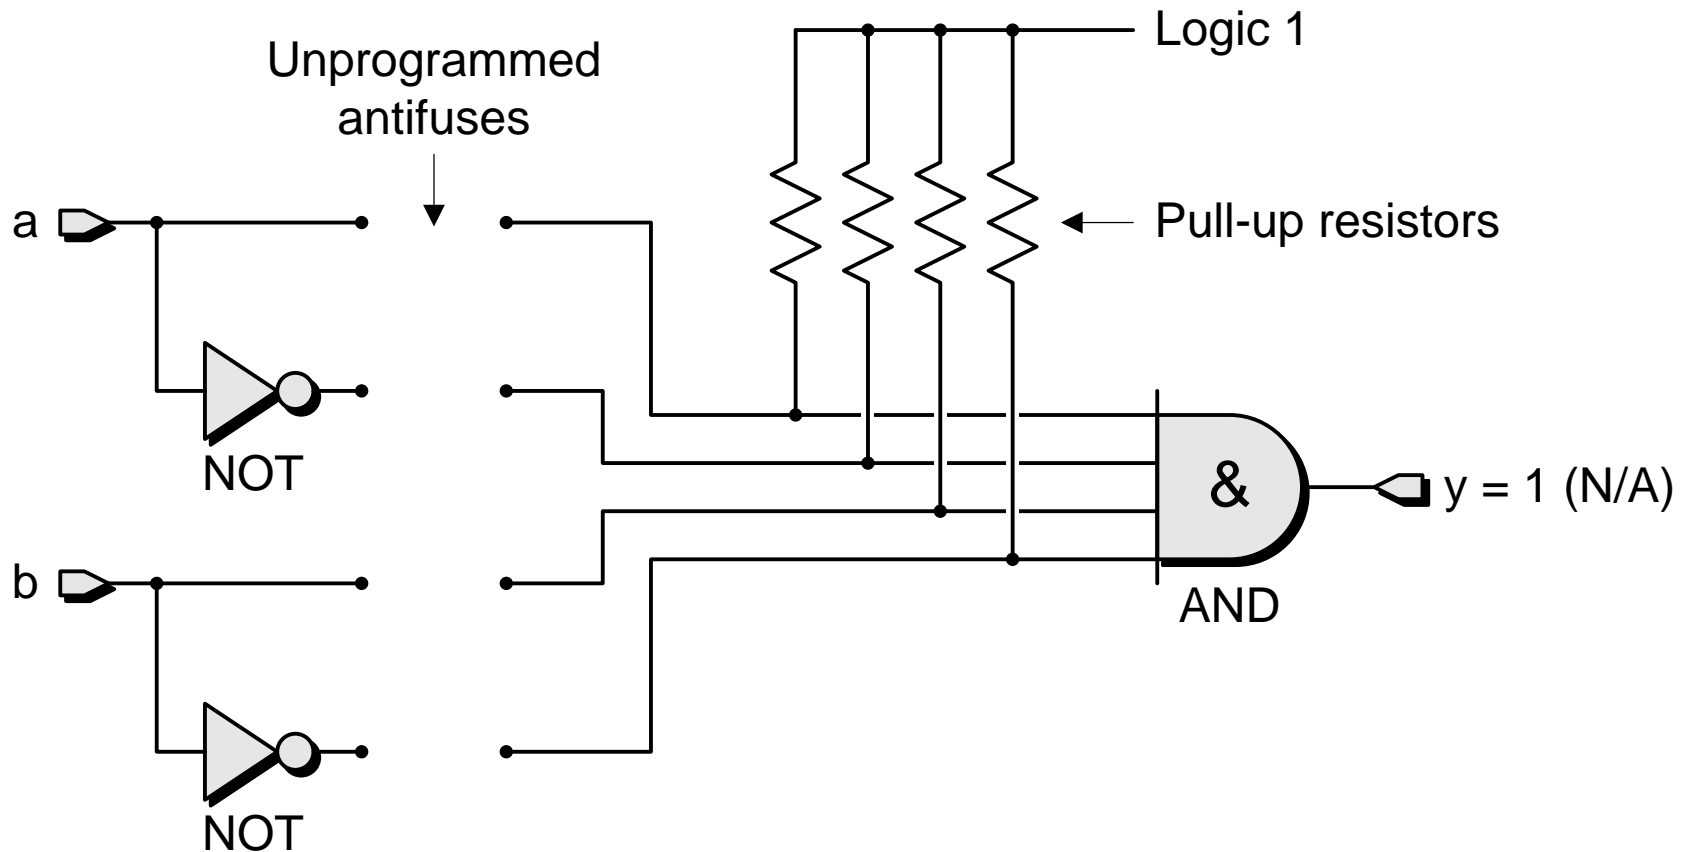 Logic 1
Unprogrammed
antifuses
a
Pull-up resistors
NOT
&
y = 1 (N/A)
b
AND
NOT